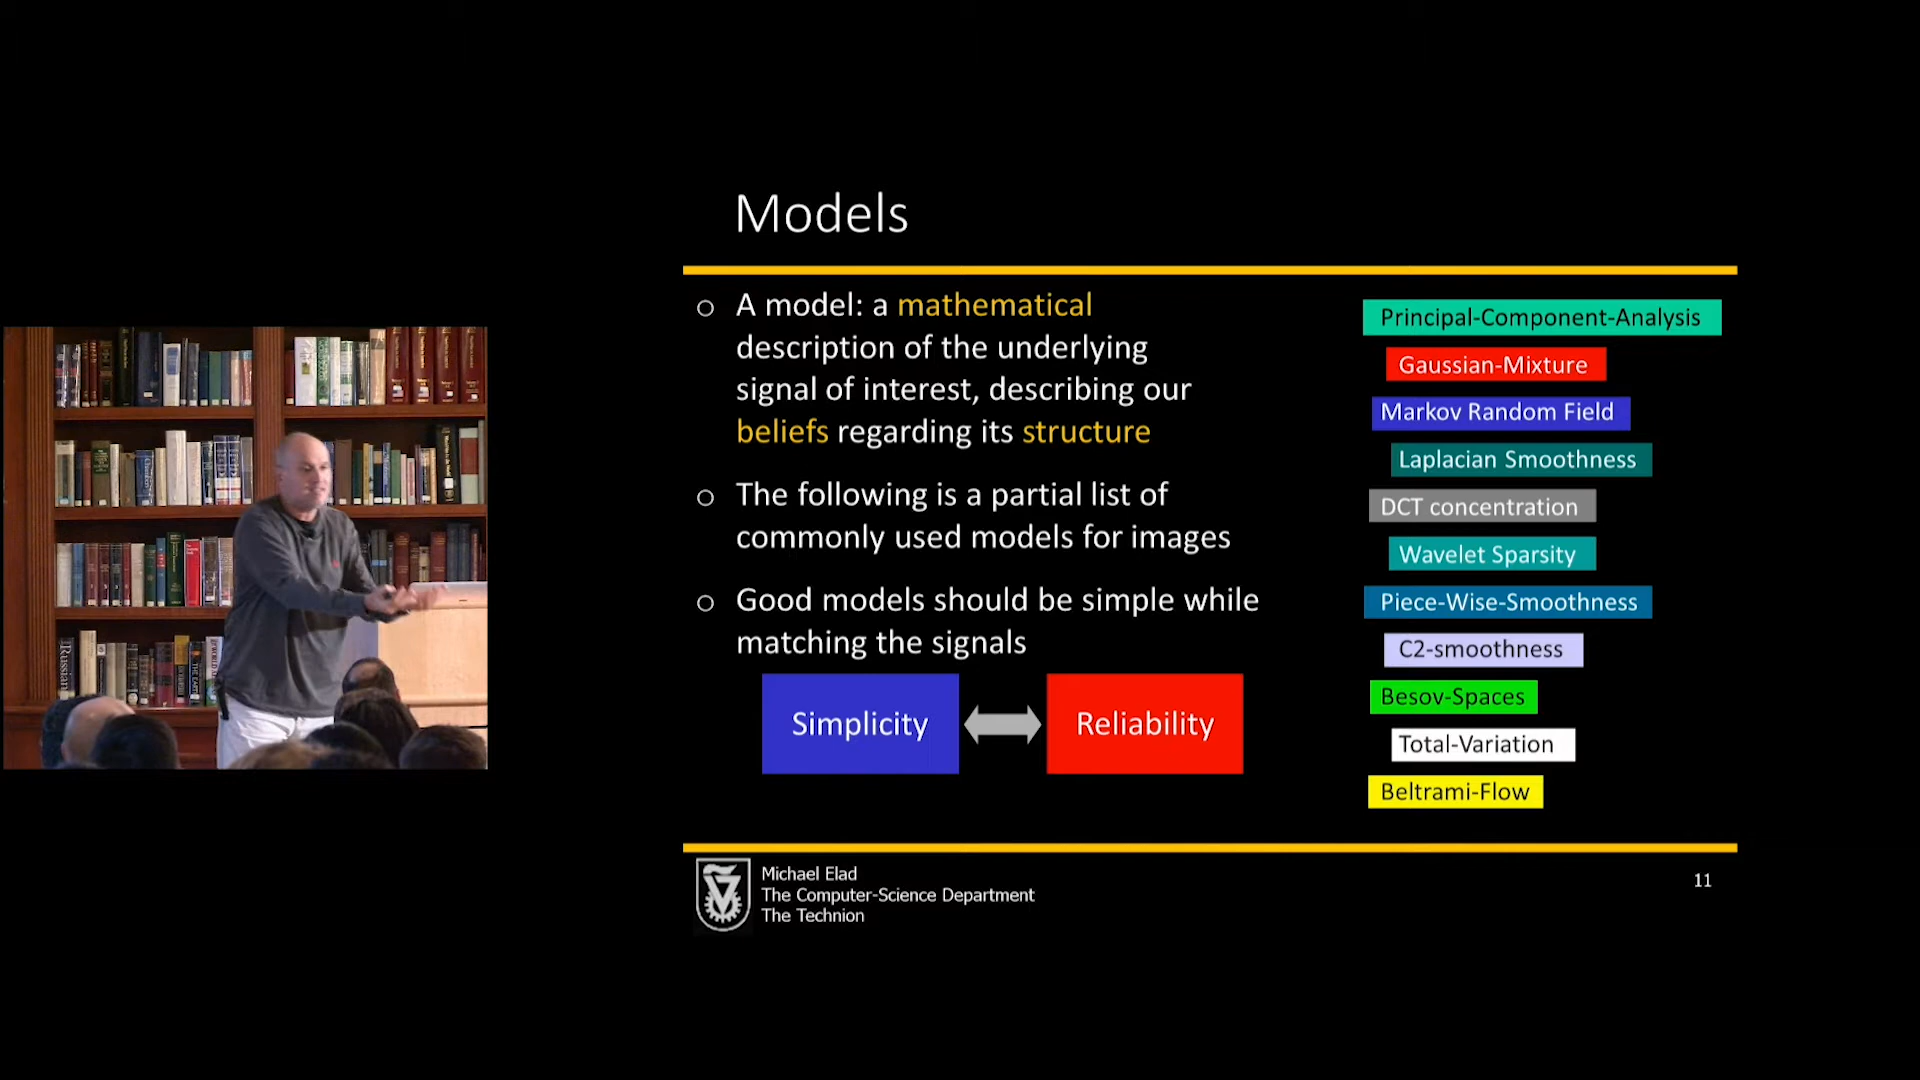 Models
o A model: a mathematical
description of the underlying
signal of interest, describing our
beliefs regarding its structure
o The following is a partial list of
commonly used models for images
o Good models should be simple while
matching the signals
Simplicity
Reliability
Principal-Component-Analysis
Gaussian-Mixture
Markov Random Field
Laplacian Smoothness
DCT concentration
Wavelet Sparsity
Piece-Wise-Smoothness
C2-smoothness
Besov-Spaces
Total-Variation
Beltrami-Flow
Michael Elad
The Computer-Science Department
The Technion
11
Russian